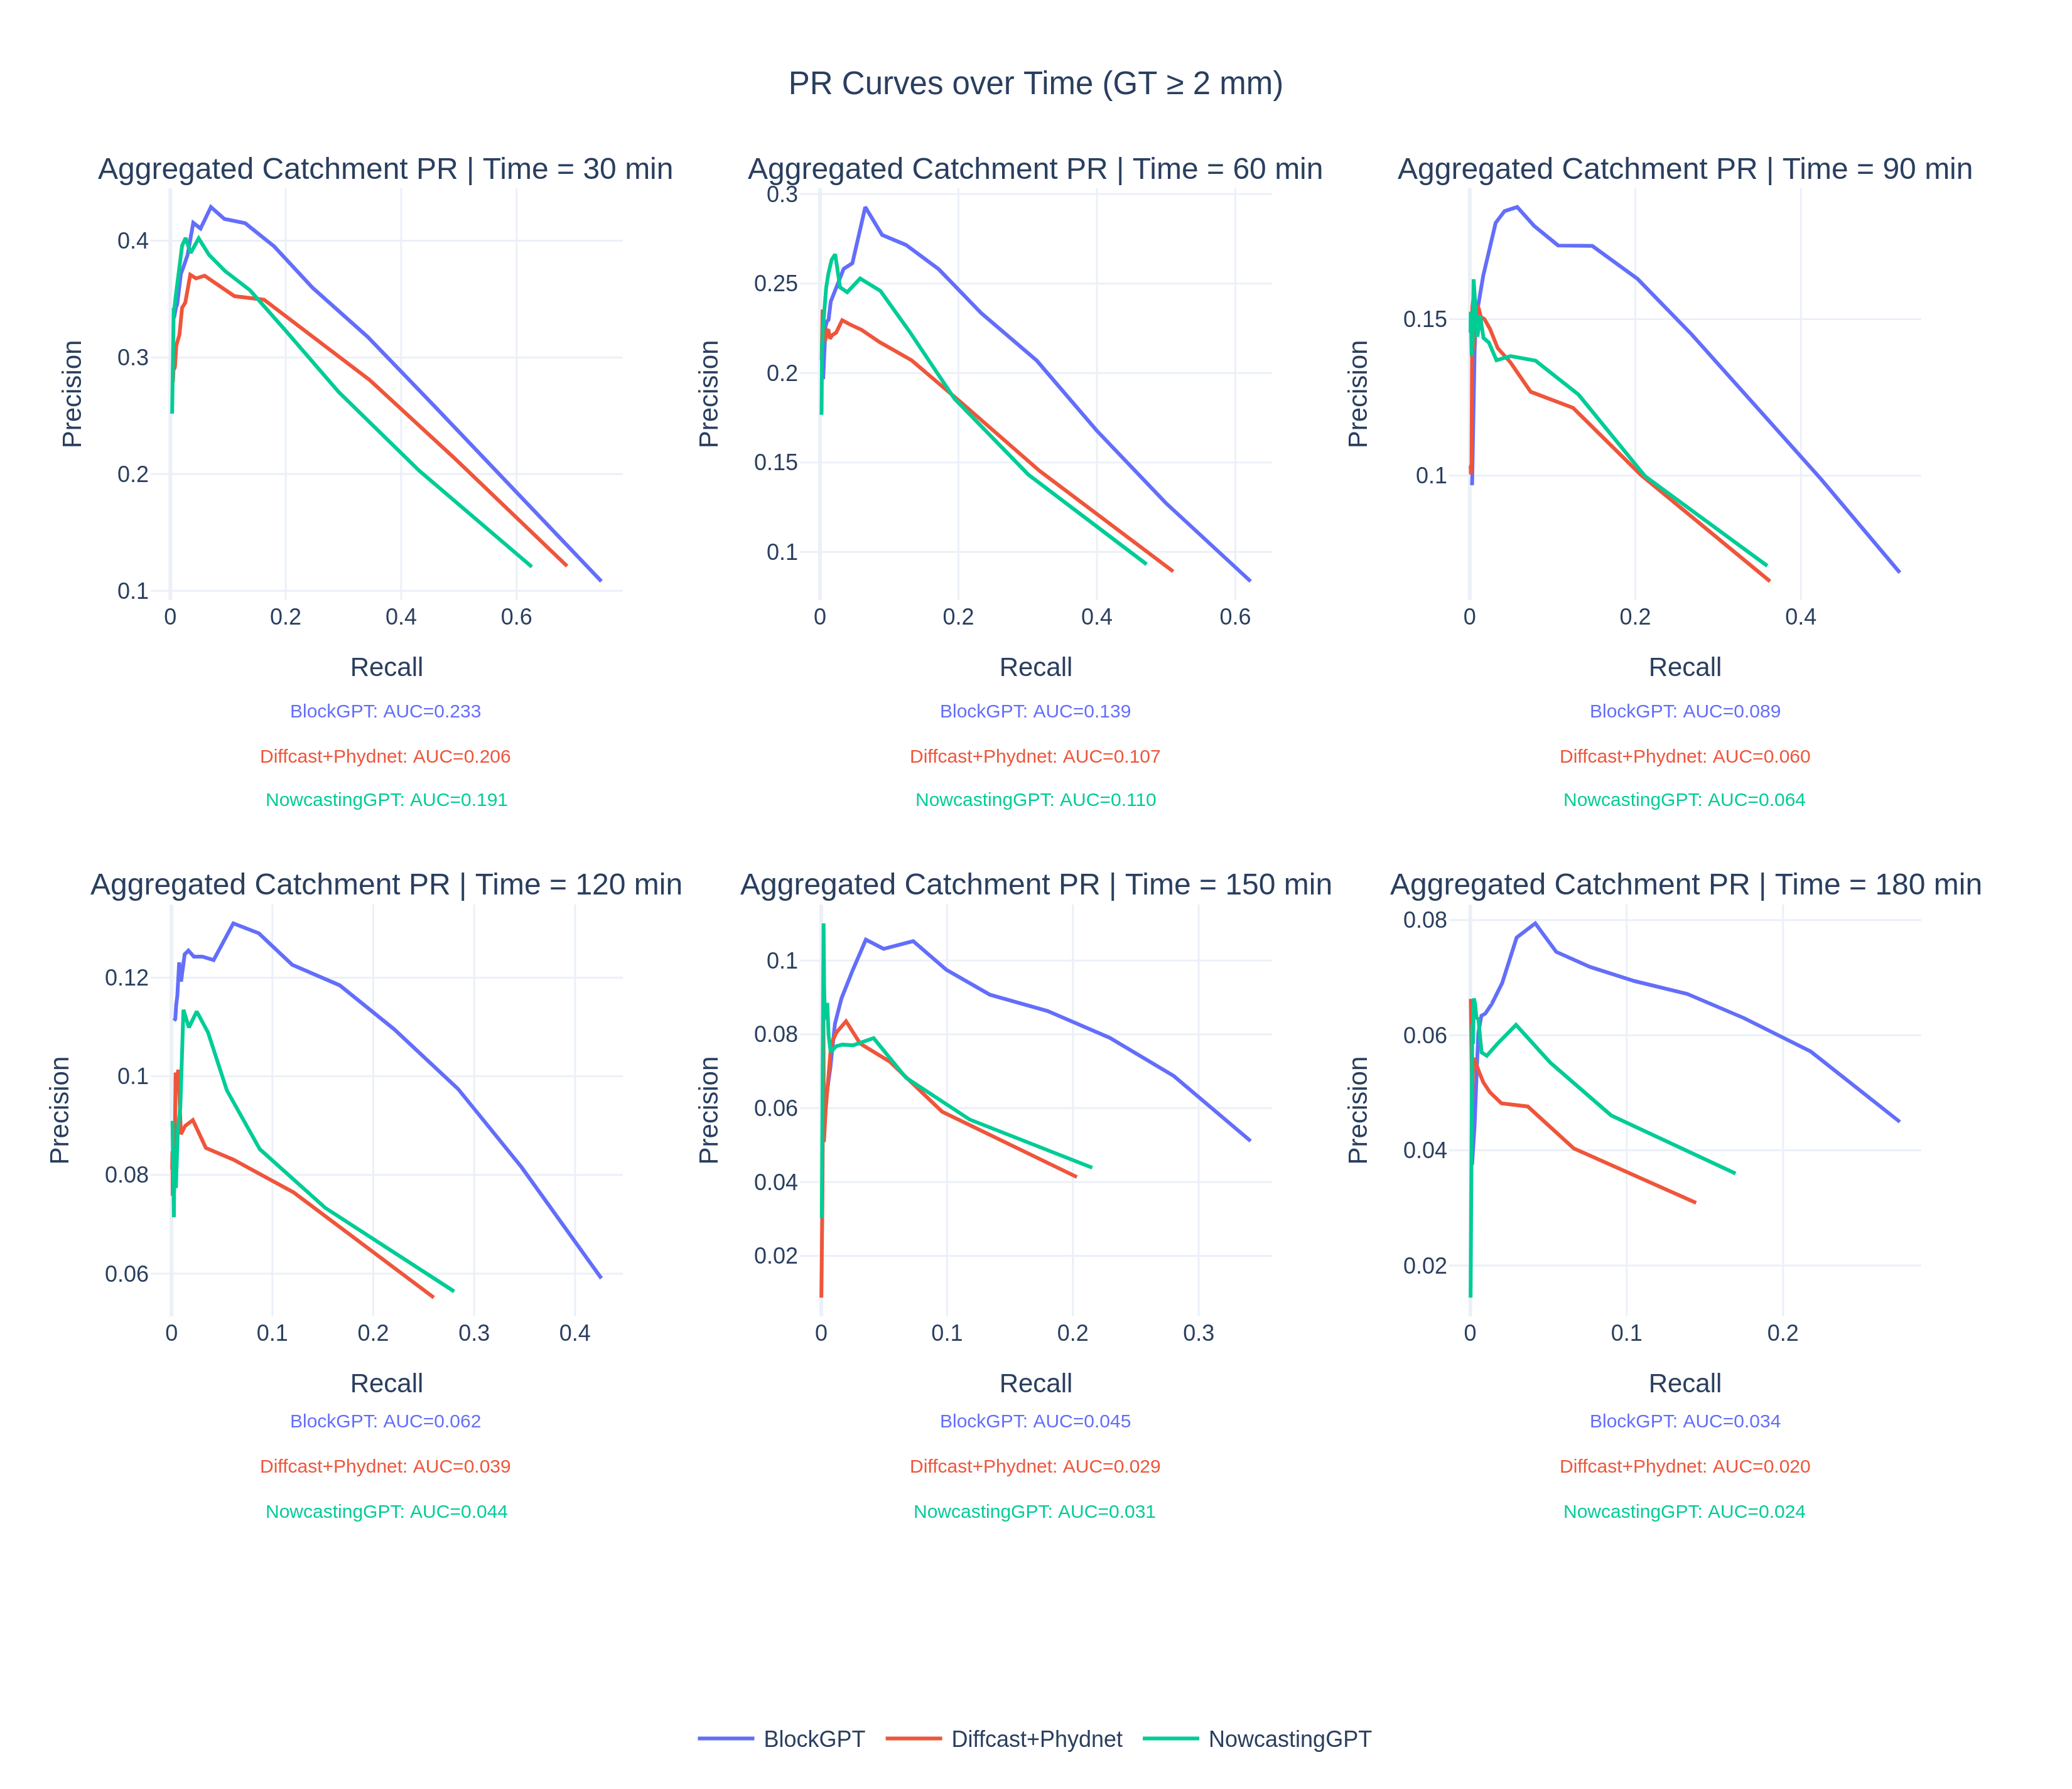 PR Curves over Time (GT ≥ 2 mm)
Aggregated Catchment PR | Time = 30 min
0.4
0.3
0.2
0.1
Precision
0 0.2 0.4 0.6
Recall
BlockGPT: AUC=0.233
Diffcast+Phydnet: AUC=0.206
NowcastingGPT: AUC=0.191
Aggregated Catchment PR | Time = 60 min
0.3
0.25
0.2
0.15
0.1
Precision
0 0.2 0.4 0.6
Recall
BlockGPT: AUC=0.139
Diffcast+Phydnet: AUC=0.107
NowcastingGPT: AUC=0.110
Aggregated Catchment PR | Time = 90 min
0.15
0.1
Precision
0 0.2 0.4
Recall
BlockGPT: AUC=0.089
Diffcast+Phydnet: AUC=0.060
NowcastingGPT: AUC=0.064
Aggregated Catchment PR | Time = 120 min
0.12
0.1
0.08
0.06
Precision
0 0.1 0.2 0.3 0.4
Recall
BlockGPT: AUC=0.062
Diffcast+Phydnet: AUC=0.039
NowcastingGPT: AUC=0.044
Aggregated Catchment PR | Time = 150 min
0.1
0.08
0.06
0.04
0.02
Precision
0 0.1 0.2 0.3
Recall
BlockGPT: AUC=0.045
Diffcast+Phydnet: AUC=0.029
NowcastingGPT: AUC=0.031
Aggregated Catchment PR | Time = 180 min
0.08
0.06
0.04
0.02
Precision
0 0.1 0.2
Recall
BlockGPT: AUC=0.034
Diffcast+Phydnet: AUC=0.020
NowcastingGPT: AUC=0.024
BlockGPT Diffcast+Phydnet NowcastingGPT